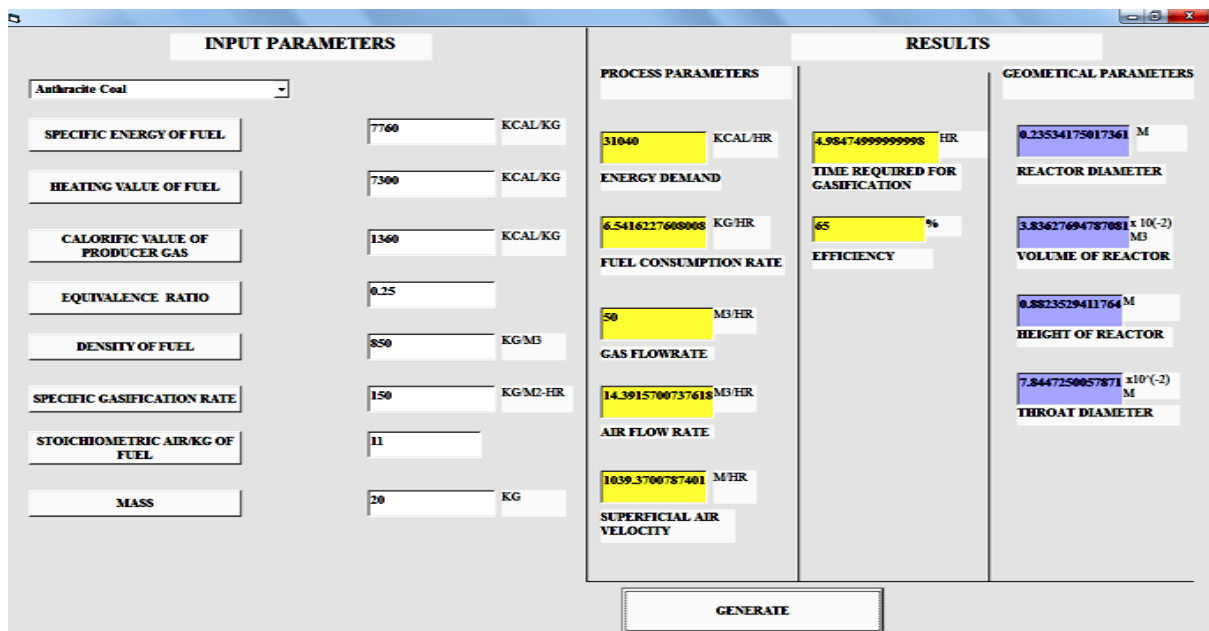 INPUT PARAMETERS
Anthracite Coal
SPECIFIC ENERGY OF FUEL
7760
KCAL/KG
HEATING VALUE OF FUEL
7300
KCAL/KG
CALORIFIC VALUE OF
PRODUCER GAS
1360
KCAL/KG
EQUIVALENCE RATIO
0.25
DENSITY OF FUEL
850
KG/M3
SPECIFIC GASIFICATION RATE
150
KG/M2-HR
STOICHIOMETRIC AIR/KG OF
FUEL
11
MASS
20
KG
RESULTS
PROCESS PARAMETERS
31040
KCAL/HR
ENERGY DEMAND
6.5416227608008
KG/HR
FUEL CONSUMPTION RATE
50
M3/HR
GAS FLOWRATE
14.3915700737618
M3/HR
AIR FLOW RATE
1039.3700787401
M/HR
SUPERFICIAL AIR
VELOCITY
4.98474999999998
HR
TIME REQUIRED FOR
GASIFICATION
65
%
EFFICIENCY
GEOMETICAL PARAMETERS
0.23534175017361
M
REACTOR DIAMETER
3.83627694787081
x 10(-2)
M3
VOLUME OF REACTOR
0.8823529411764
M
HEIGHT OF REACTOR
7.8447250057871
x10^(-2)
M
THROAT DIAMETER
GENERATE